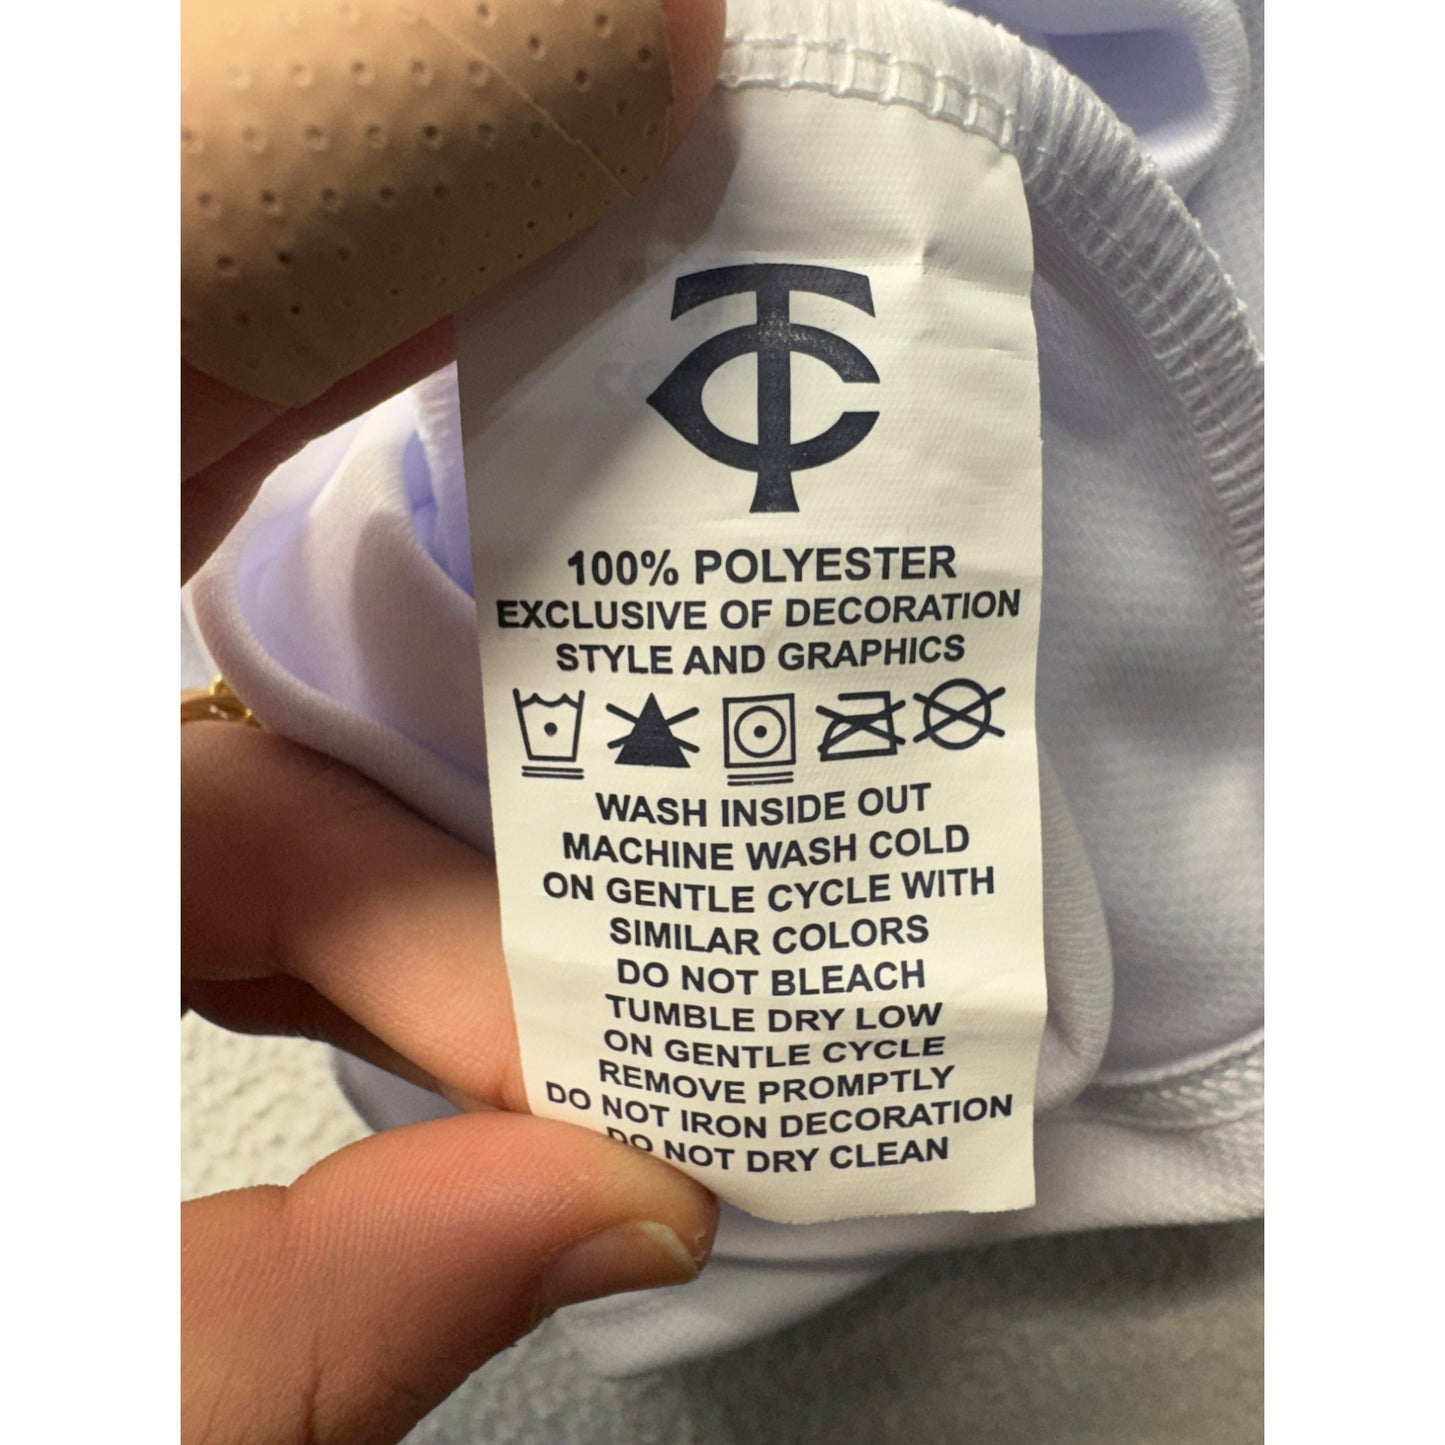 TC
100% POLYESTER
EXCLUSIVE OF DECORATION
STYLE AND GRAPHICS
WASH INSIDE OUT
MACHINE WASH COLD
ON GENTLE CYCLE WITH
SIMILAR COLORS
DO NOT BLEACH
TUMBLE DRY LOW
ON GENTLE CYCLE
REMOVE PROMPTLY
DO NOT IRON DECORATION
DO NOT DRY CLEAN